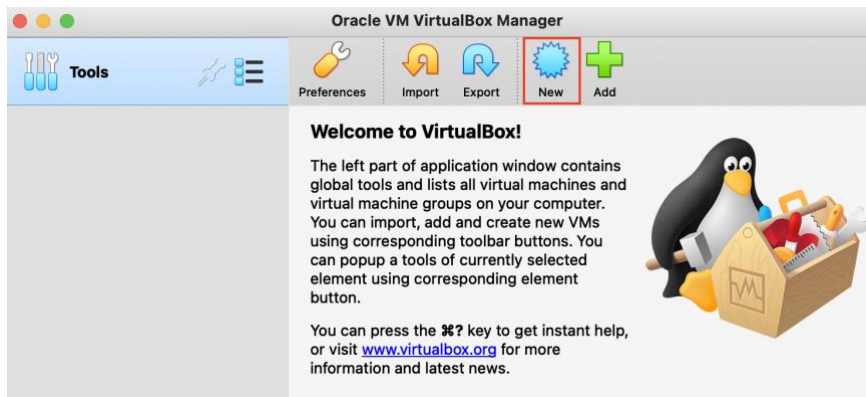 Oracle VM VirtualBox Manager
Tools
Preferences
Import
Export
New
Add
Welcome to VirtualBox!
The left part of application window contains
global tools and lists all virtual machines and
virtual machine groups on your computer.
You can import, add and create new VMs
using corresponding toolbar buttons. You
can popup a tools of currently selected
element using corresponding element
button.
You can press the ⌘? key to get instant help,
or visit www.virtualbox.org for more
information and latest news.